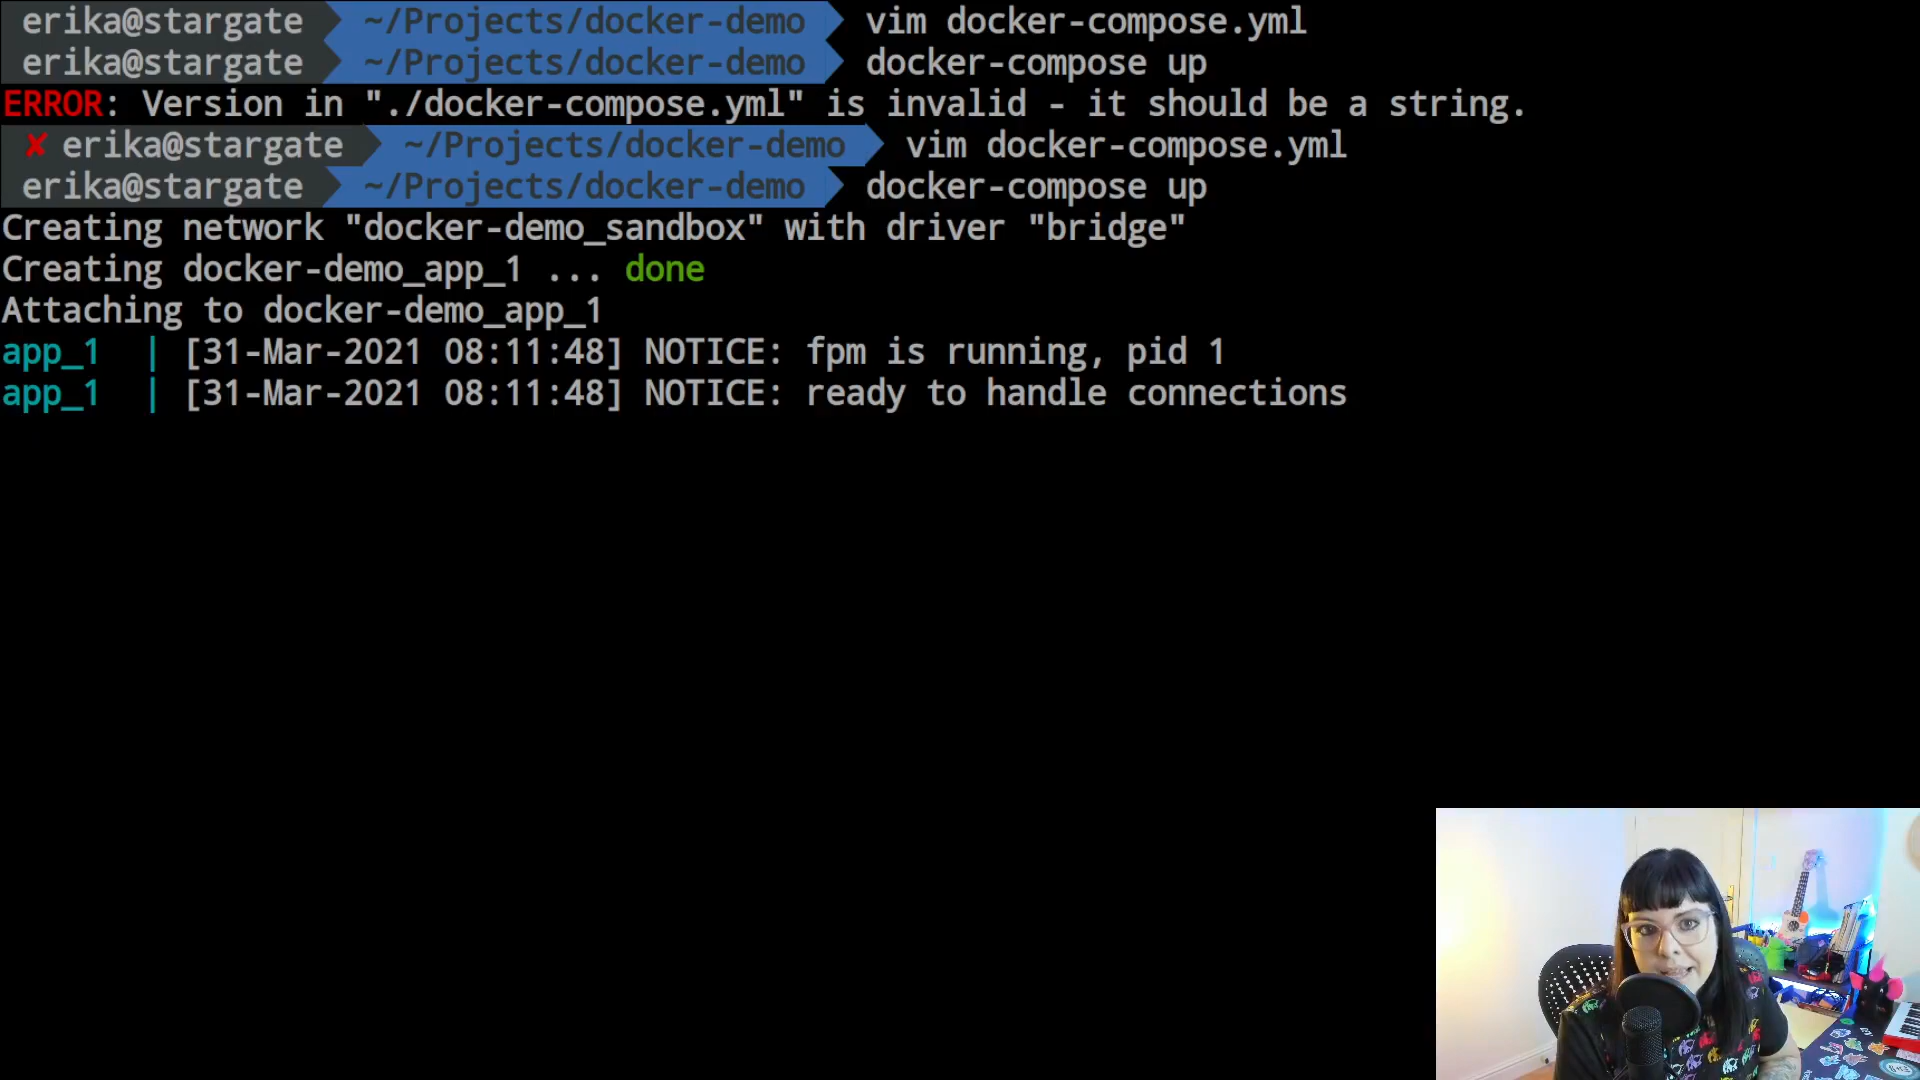 erika@stargate ~/Projects/docker-demo vim docker-compose.yml
erika@stargate ~/Projects/docker-demo docker-compose up
ERROR: Version in "./docker-compose.yml" is invalid - it should be a string.
✘ erika@stargate ~/Projects/docker-demo vim docker-compose.yml
erika@stargate ~/Projects/docker-demo docker-compose up
Creating network "docker-demo_sandbox" with driver "bridge"
Creating docker-demo_app_1 ... done
Attaching to docker-demo_app_1
app_1 | [31-Mar-2021 08:11:48] NOTICE: fpm is running, pid 1
app_1 | [31-Mar-2021 08:11:48] NOTICE: ready to handle connections